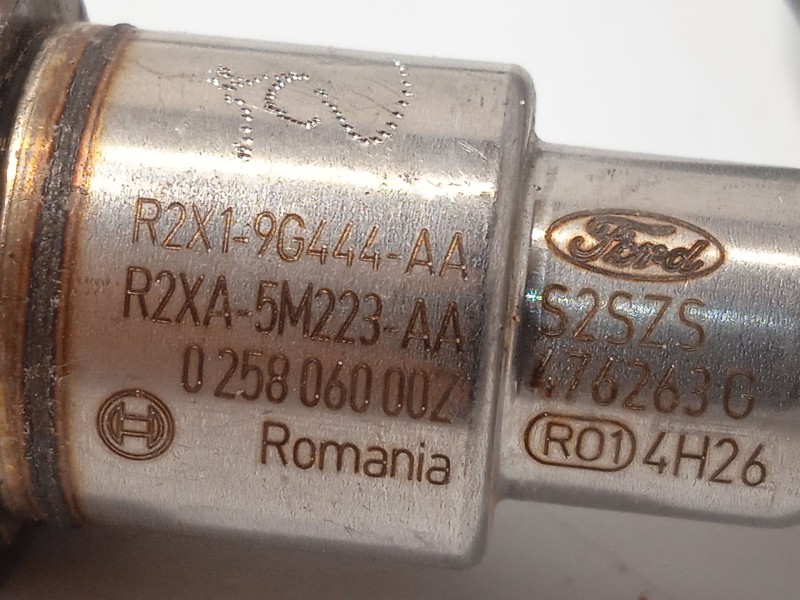 R2X1-9G444-AA
R2XA-5M223-AA
0 258 060 00Z
Romania
Ford
S2SZS
476263G
R01 4H26